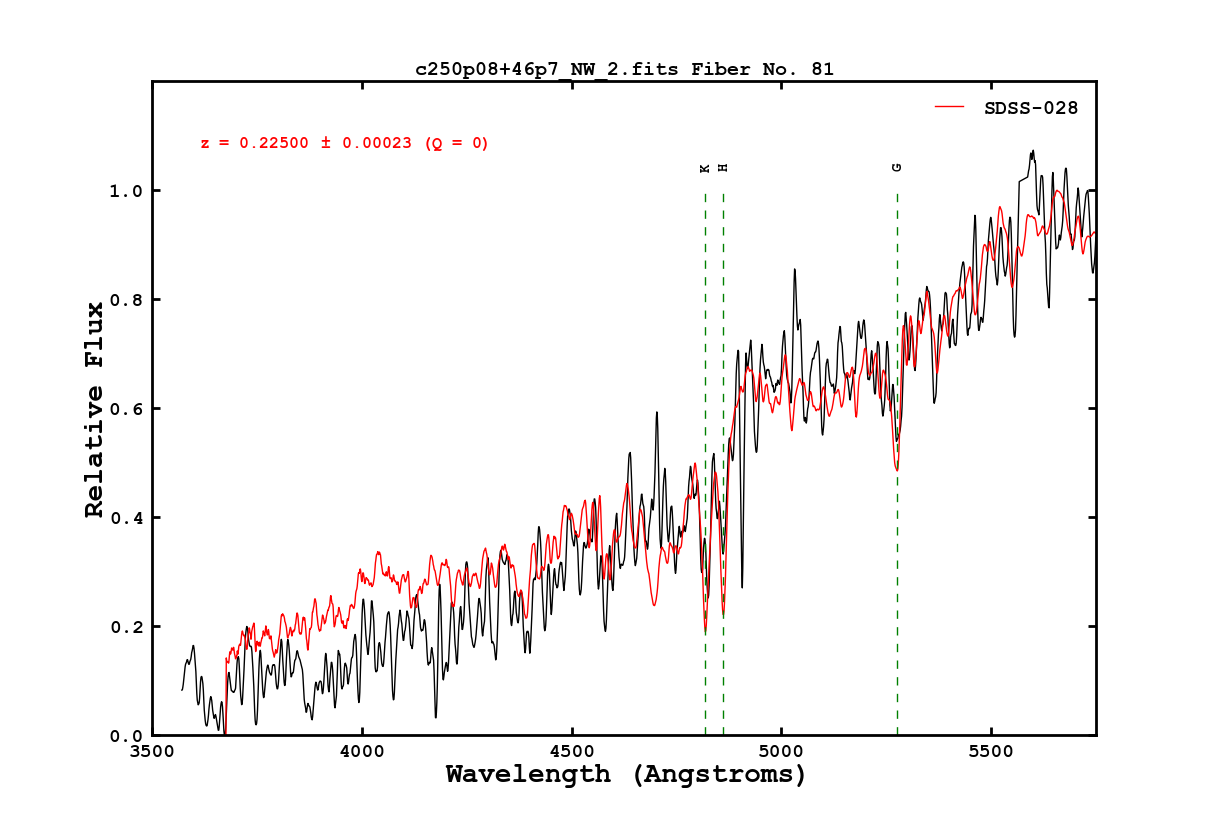 c250p08+46p7_NW_2.fits Fiber No. 81
SDSS-028
z = 0.22500 ± 0.00023 (Q = 0)
K
H
G
1.0
0.8
0.6
0.4
0.2
0.0
Relative Flux
3500 4000 4500 5000 5500
Wavelength (Angstroms)